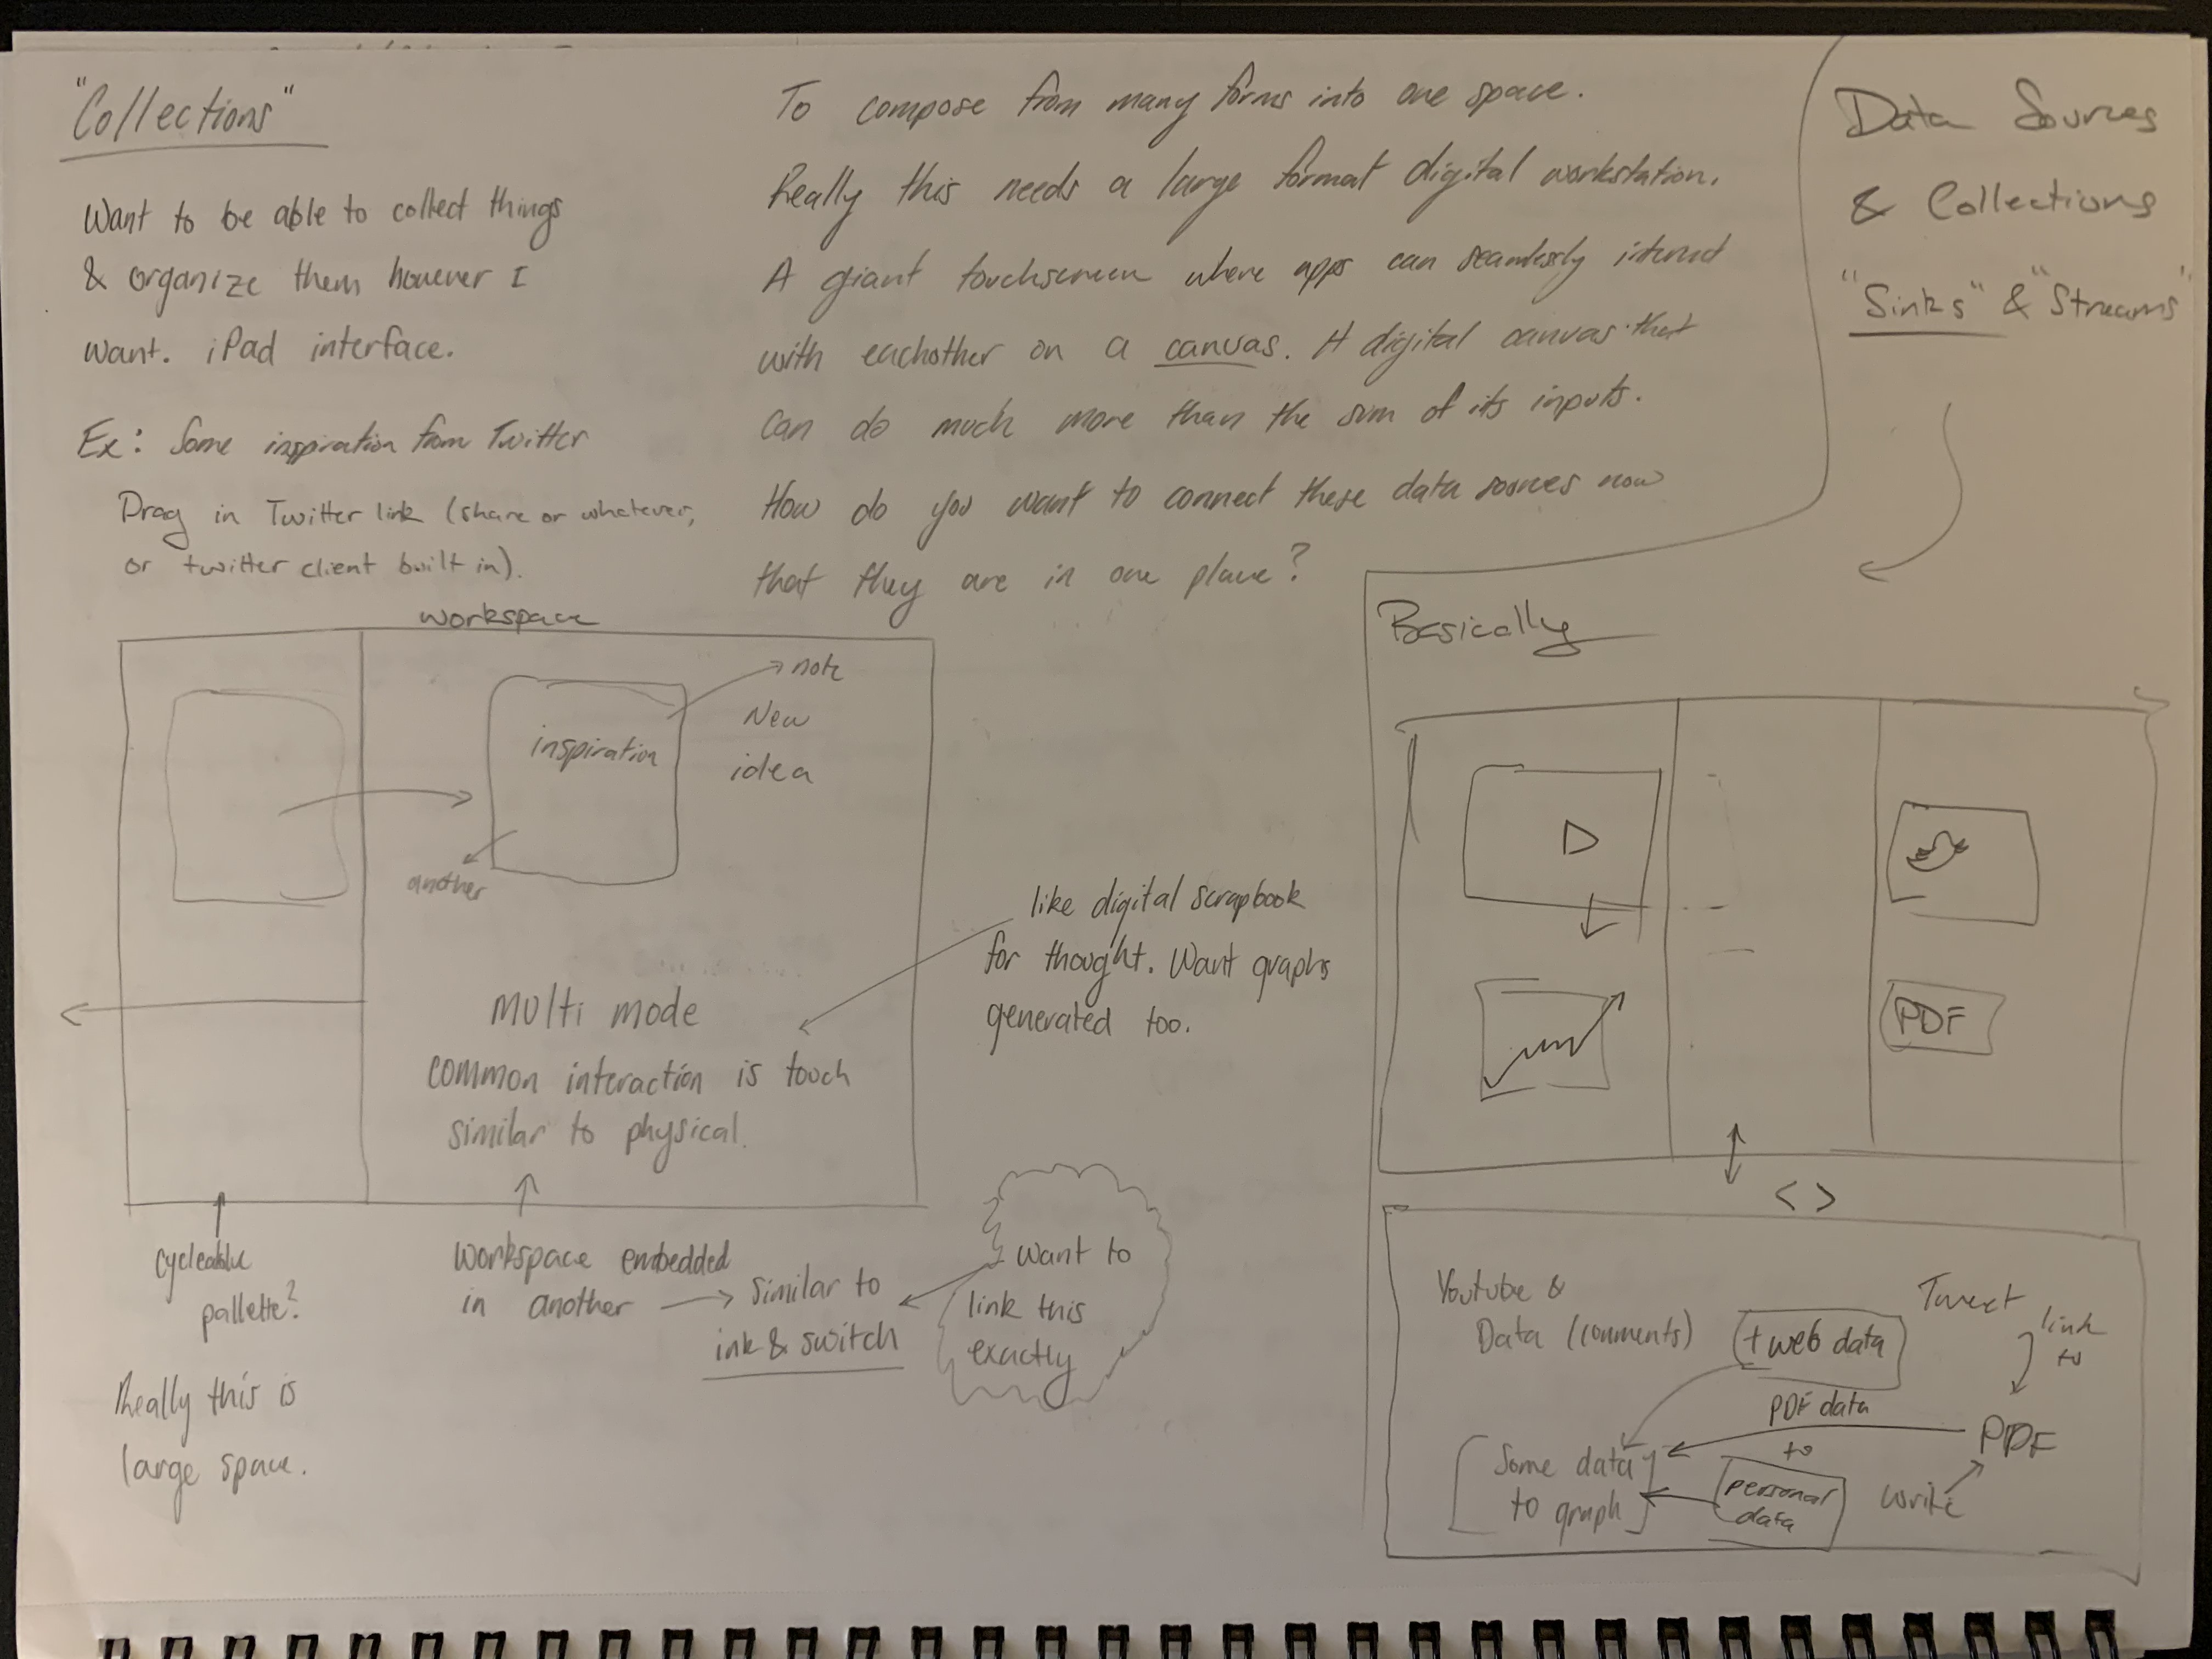 "Collections"
Want to be able to collect things
& organize them however I
want. iPad interface.
Ex: Some inspiration from Twitter
Drag in Twitter link (share or whatever,
or twitter client built in).
To compose from many forms into one space.
Really this needs a large format digital workstation.
A giant touchscreen where apps can seamlessly interact
with eachother on a canvas. A digital canvas that
can do much more than the sum of its inputs.
How do you want to connect these data sources now
that they are in one place?
Data Sources
& Collections
"Sinks" & "Streams"
workspace
inspiration
note
New
idea
another
multi mode
common interaction is touch
similar to physical.
like digital scrapbook
for thought. Want graphs
generated too.
cycleable
pallette?
Really this is
large space.
workspace embedded
in another
similar to
ink & switch
want to
link this
exactly
Basically
PDF
< >
Youtube &
Data (comments)
+ web data
Tweet
link
to
PDF data
to
PDF
Some data
to graph
personal
data
write